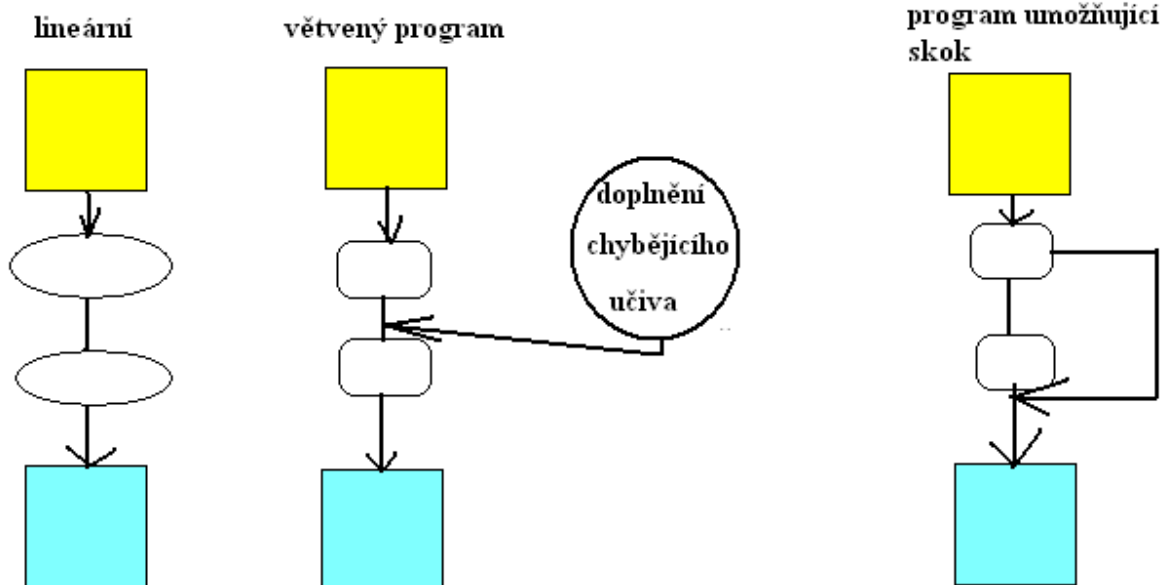 lineární
větvený program
doplnění
chybějícího
učiva
program umožňující
skok